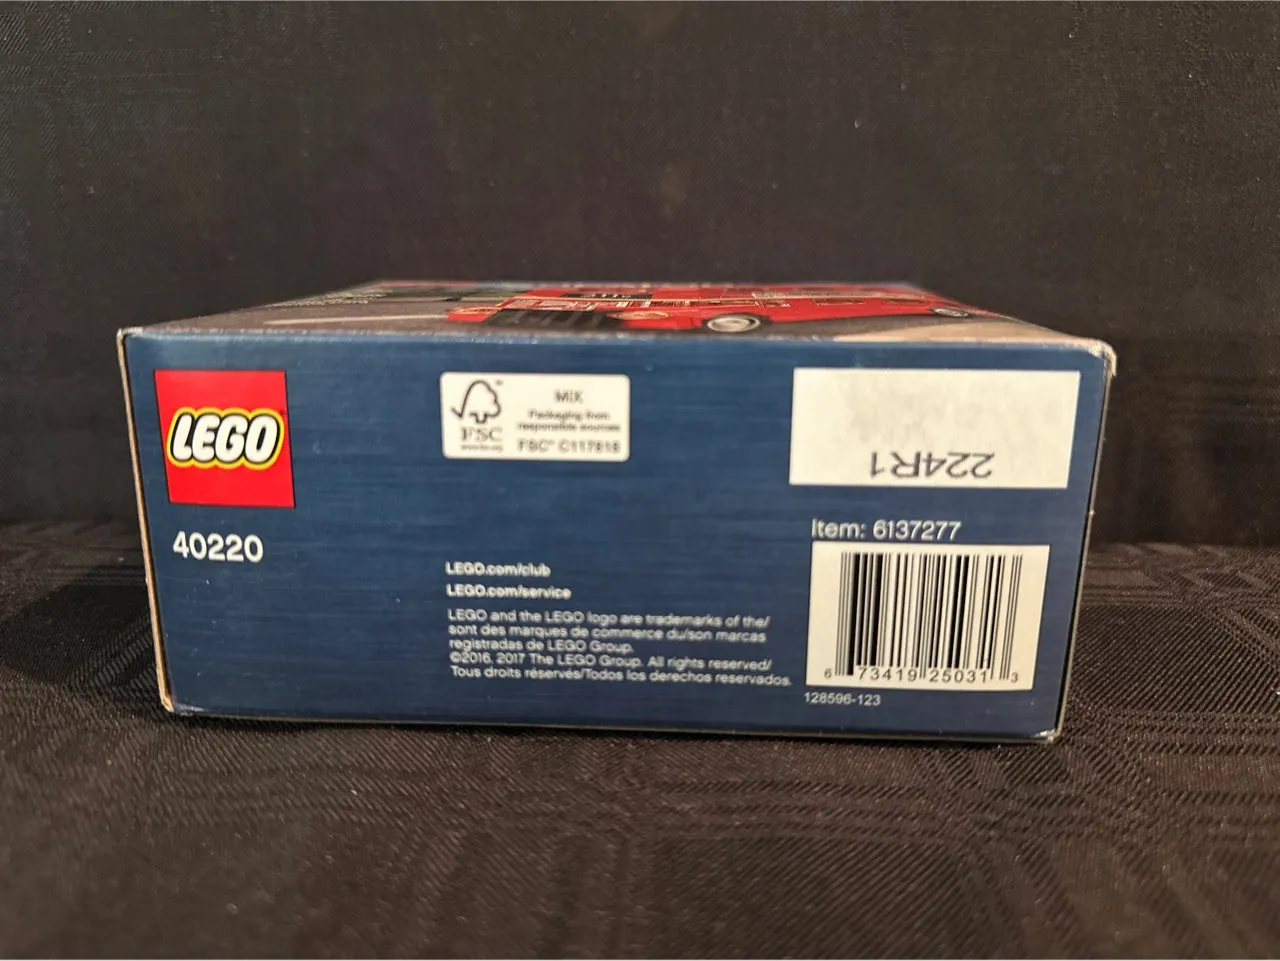 LEGO
40220
FSC
MIX
Packaging from
responsible sources
FSC™ C117818
224R1
Item: 6137277
6 73419 25031 3
128596-123
LEGO.com/club
LEGO.com/service
LEGO and the LEGO logo are trademarks of the/
sont des marques de commerce du/son marcas
registradas de LEGO Group.
©2016, 2017 The LEGO Group. All rights reserved/
Tous droits réservés/Todos los derechos reservados.